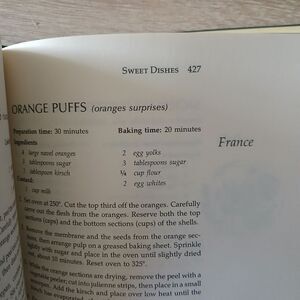 SWEET DISHES 427
ORANGE PUFFS (oranges surprises)
Preparation time: 30 minutes Baking time: 20 minutes
France
Ingredients
4 large navel oranges 2 egg yolks
tablespoons sugar 3 tablespoons sugar
tablespoon kirsch ¼ cup flour
Custard: 2 egg whites
1 cup milk
Set oven at 250°. Cut the top third off the oranges. Carefully
carve out the flesh from the oranges. Reserve both the top
sections (caps) and the bottom sections (cups) of the shells.
Remove the membrane and the seeds from the orange sec-
tions, then arrange pulp on a greased baking sheet. Sprinkle
with sugar and place in the oven until slightly dried
out, about 10 minutes. Reset oven to 325°.
While the orange sections are drying, remove the peel with a
zester, cut into julienne strips, then place in a small
saucepan. Add the kirsch and place over low heat until the
has evaporated